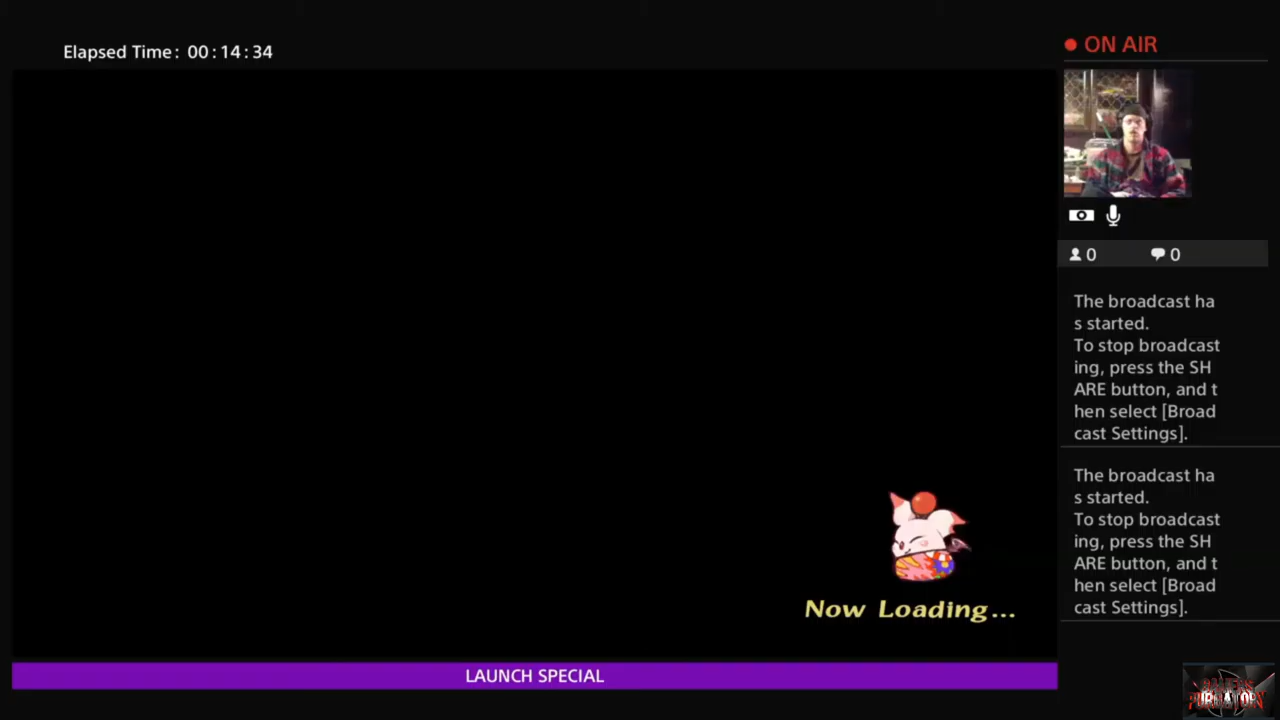 Elapsed Time: 00:14:34
ON AIR
0 0
The broadcast ha
s started.
To stop broadcast
ing, press the SH
ARE button, and t
hen select [Broad
cast Settings].
The broadcast ha
s started.
To stop broadcast
ing, press the SH
ARE button, and t
hen select [Broad
cast Settings].
Now Loading...
LAUNCH SPECIAL